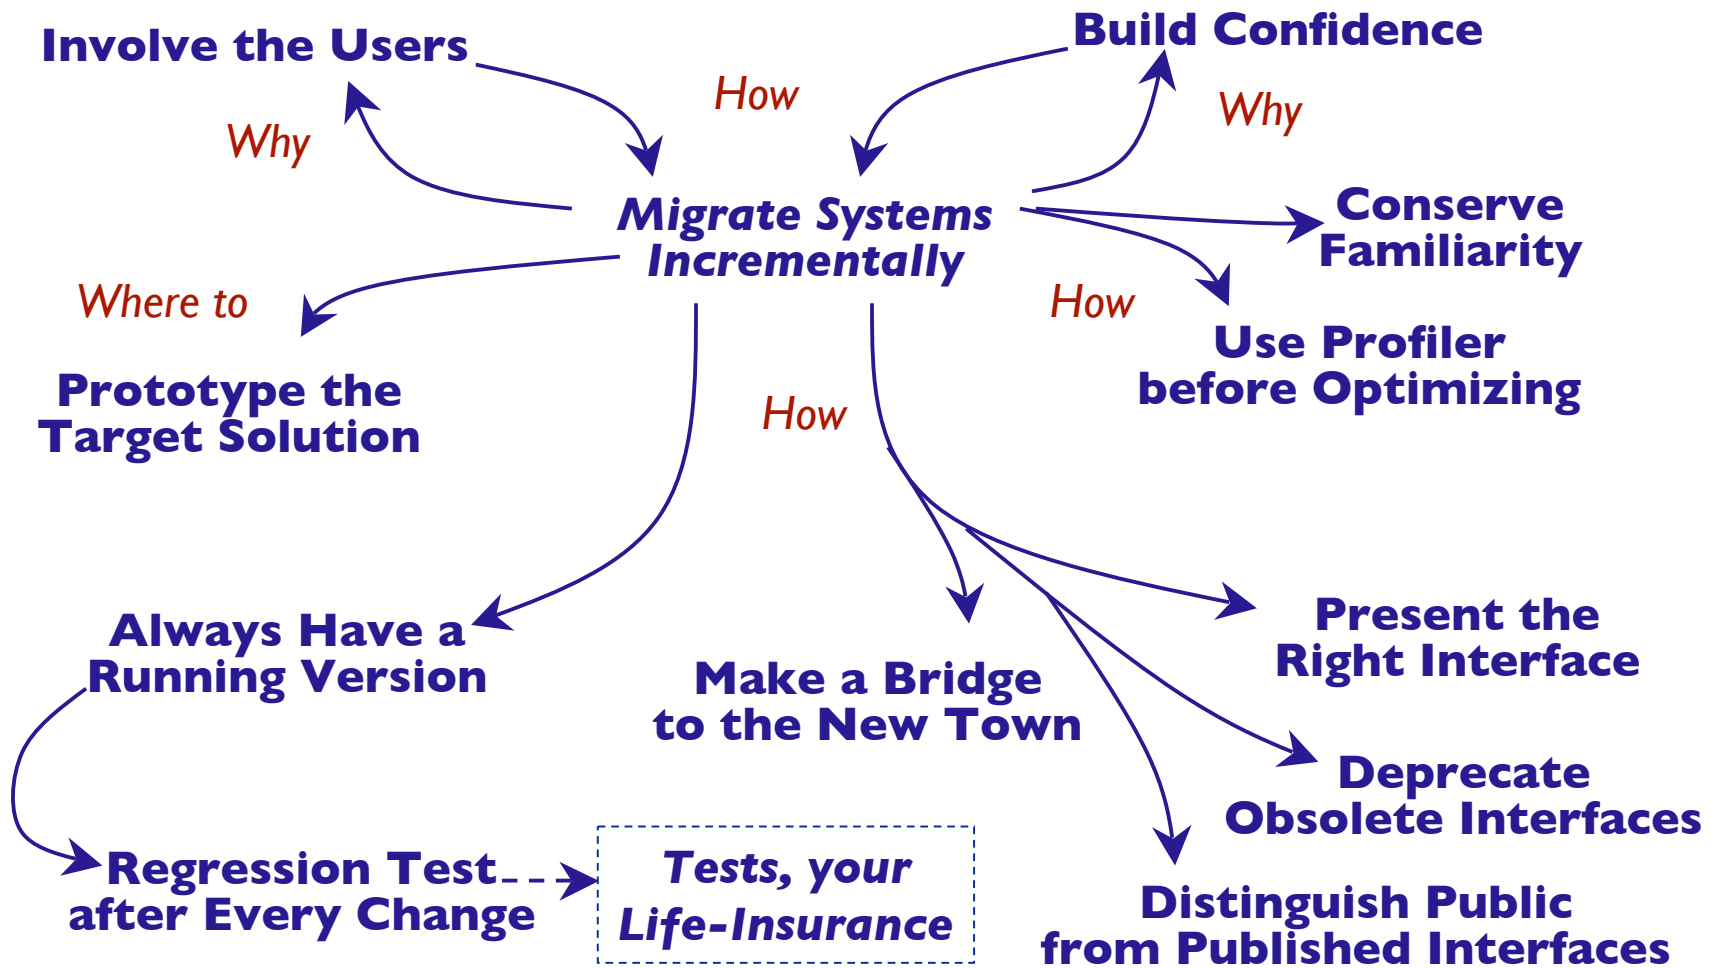 Involve the Users
Build Confidence
How
Why
Why
Migrate Systems
Incrementally
Conserve
Familiarity
Where to
How
Use Profiler
before Optimizing
Prototype the
Target Solution
How
Always Have a
Running Version
Present the
Right Interface
Make a Bridge
to the New Town
Deprecate
Obsolete Interfaces
Regression Test
after Every Change
Tests, your
Life-Insurance
Distinguish Public
from Published Interfaces